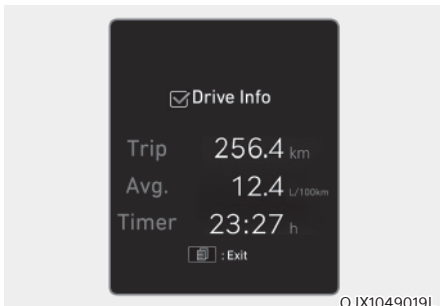 Drive Info
Trip 256.4 km
Avg. 12.4 L/100km
Timer 23:27 h
: Exit
OJX1049019L